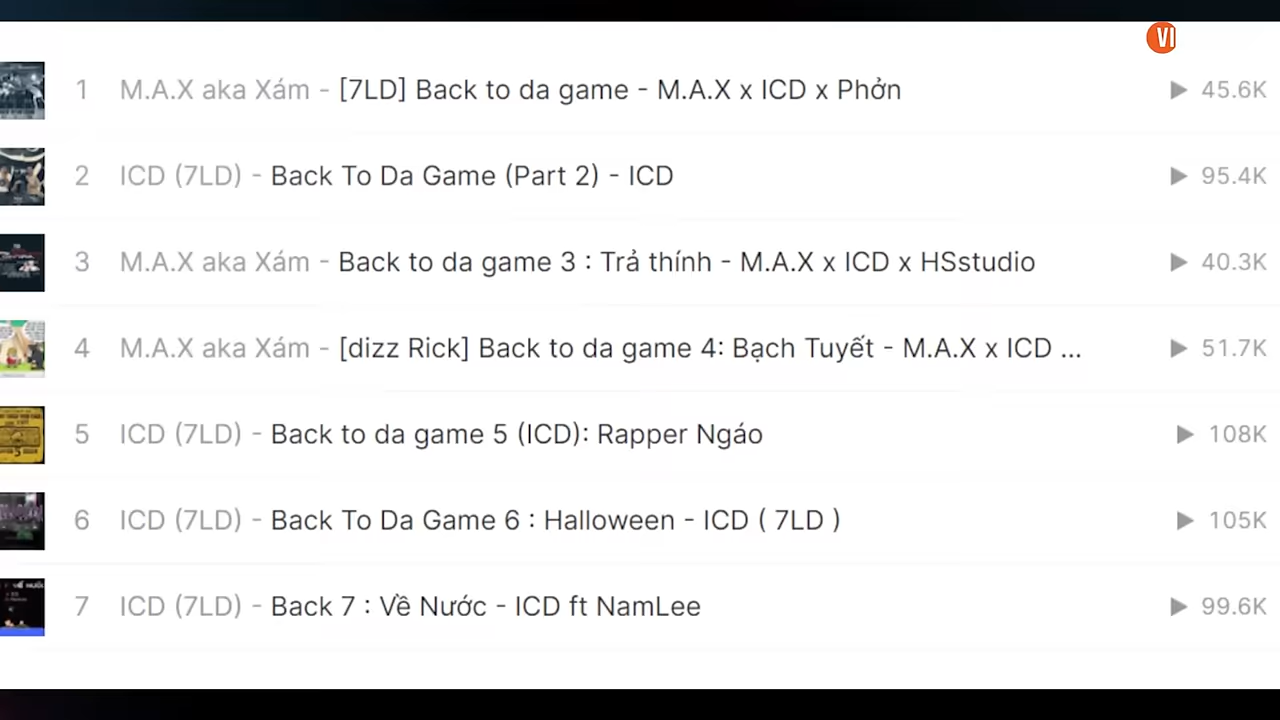 VI
1 M.A.X aka Xám - [7LD] Back to da game - M.A.X x ICD x Phởn 45.6K
2 ICD (7LD) - Back To Da Game (Part 2) - ICD 95.4K
3 M.A.X aka Xám - Back to da game 3 : Trả thính - M.A.X x ICD x HSstudio 40.3K
4 M.A.X aka Xám - [dizz Rick] Back to da game 4: Bạch Tuyết - M.A.X x ICD ... 51.7K
5 ICD (7LD) - Back to da game 5 (ICD): Rapper Ngáo 108K
6 ICD (7LD) - Back To Da Game 6 : Halloween - ICD ( 7LD ) 105K
7 ICD (7LD) - Back 7 : Về Nước - ICD ft NamLee 99.6K